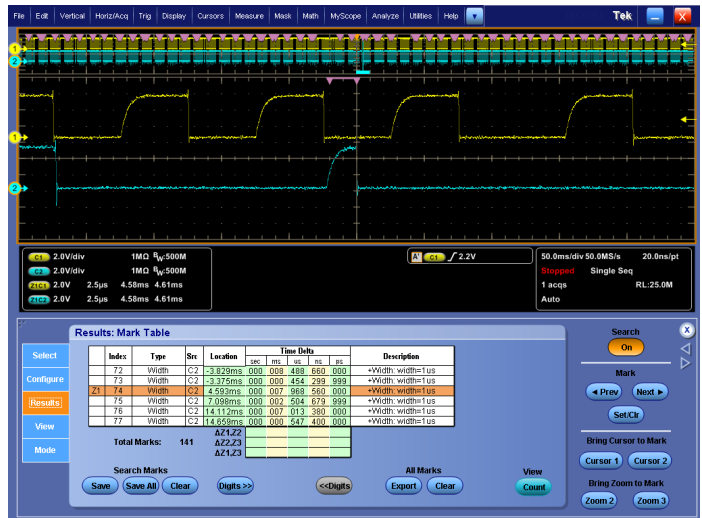 File Edit Vertical Horiz/Acq Trig Display Cursors Measure Mask Math MyScope Analyze Utilities Help Tek X
1
2
1
2
C1 2.0V/div 1MΩ BW:500M
C2 2.0V/div 1MΩ BW:500M
Z1C1 2.0V 2.5µs 4.58ms 4.61ms
Z1C2 2.0V 2.5µs 4.58ms 4.61ms
A' C1 2.2V
50.0ms/div 50.0MS/s 20.0ns/pt
Stopped Single Seq
1 acqs RL:25.0M
Auto
Results: Mark Table
Select
Configure
Results
View
Mode
Index Type Src Location Time Delta Description
sec ms us ns ps
72 Width C2 -3.829ms 000 008 488 660 000 +Width: width=1us
73 Width C2 -3.375ms 000 000 454 299 999 +Width: width=1us
Z1 74 Width C2 4.593ms 000 007 968 560 000 +Width: width=1us
75 Width C2 7.098ms 000 002 504 679 999 +Width: width=1us
76 Width C2 14.112ms 000 007 013 380 000 +Width: width=1us
77 Width C2 14.659ms 000 000 547 400 000 +Width: width=1us
Total Marks: 141
ΔZ1,Z2
ΔZ2,Z3
ΔZ1,Z3
Search Marks
Save Save All Clear Digits >> <<Digits
All Marks
Export Clear
View
Count
Search
On
X
Mark
Prev Next
Set/Clr
Bring Cursor to Mark
Cursor 1 Cursor 2
Bring Zoom to Mark
Zoom 2 Zoom 3